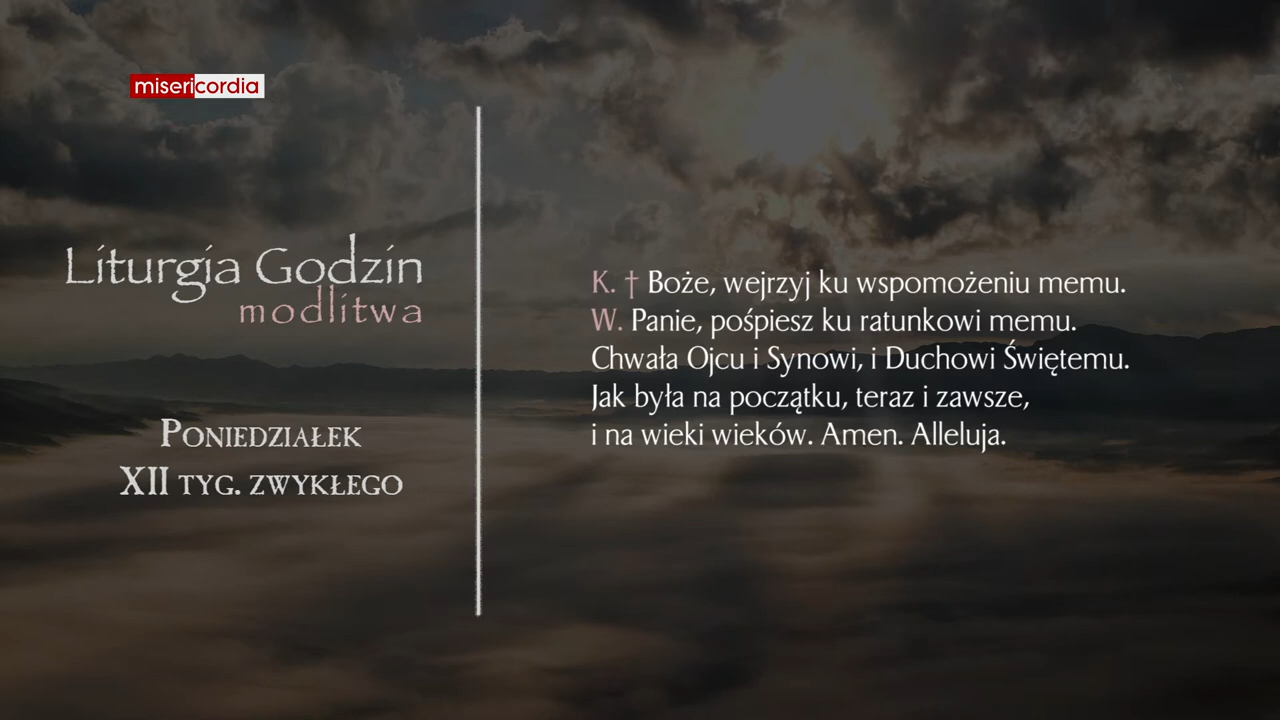 misericordia
Liturgia Godzin
modlitwa
Poniedziałek
XII tyg. zwykłego
K. † Boże, wejrzyj ku wspomożeniu memu.
W. Panie, pośpiesz ku ratunkowi memu.
Chwała Ojcu i Synowi, i Duchowi Świętemu.
Jak była na początku, teraz i zawsze,
i na wieki wieków. Amen. Alleluja.